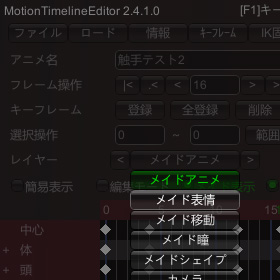 MotionTimelineEditor 2.4.1.0 [F1]キー
ファイル ロード 情報 キーフレーム IK固
アニメ名 触手テスト2
フレーム操作 |< .< < 16 > >. >|
キーフレーム 登録 全登録 削除
選択操作 0 ~ 0 範囲
レイヤー < メイドアニメ >
簡易表示
メイドアニメ
メイド表情
0 15
メイド移動
中心
メイド瞳
+ 体
メイドシェイプ
+ 頭
カメラ